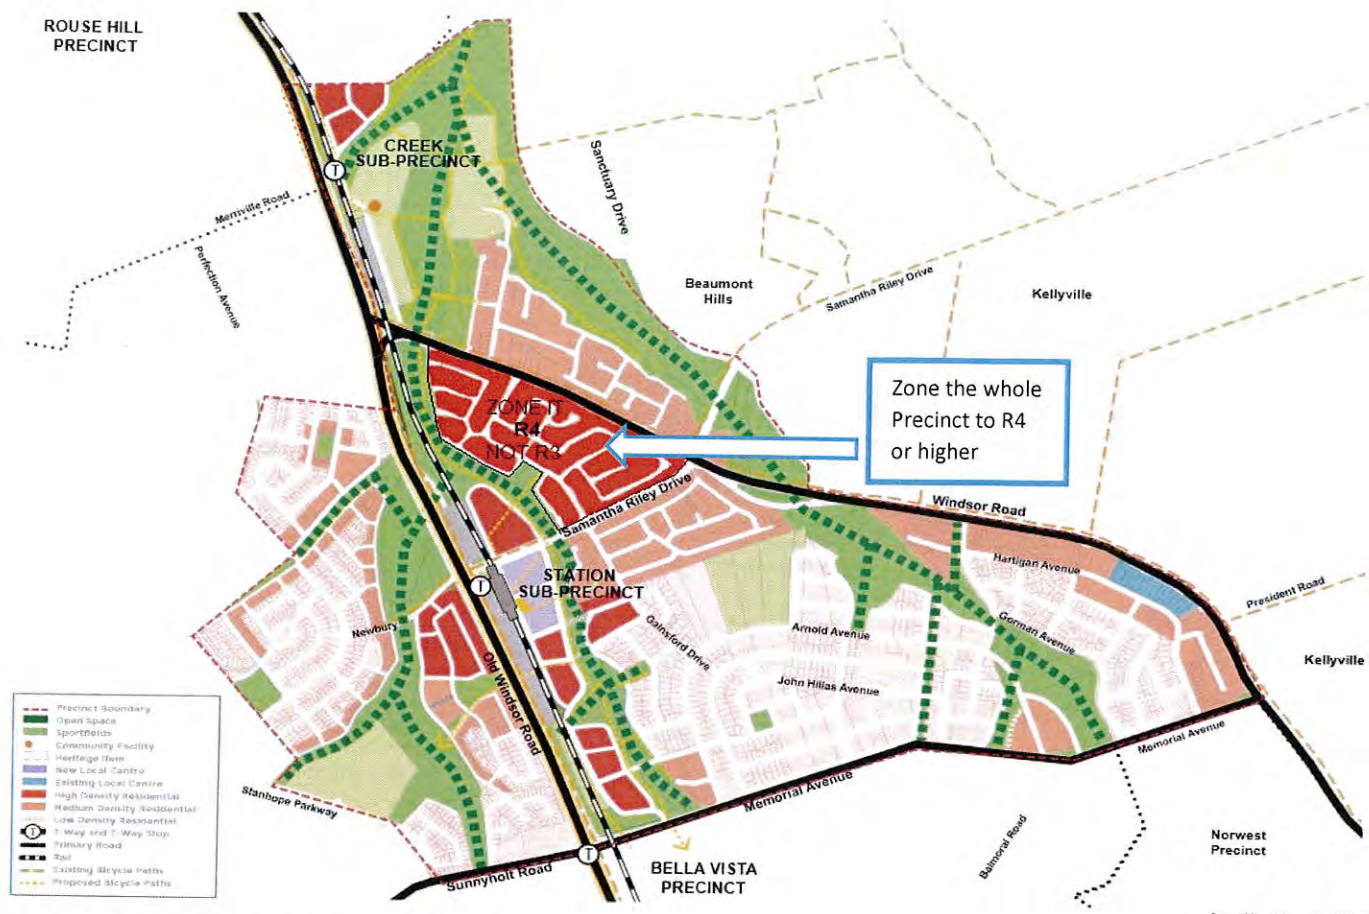 ROUSE HILL
PRECINCT
CREEK
SUB-PRECINCT
Sanctuary Drive
Merriville Road
Perfection Avenue
Beaumont
Hills
Samantha Riley Drive
Kellyville
Zone the whole
Precinct to R4
or higher
ZONE IT
R4
NOT R3
Samantha Riley Drive
Windsor Road
Hartigan Avenue
STATION
SUB-PRECINCT
President Road
Newbury
Gainsford Drive
Arnold Avenue
Gorman Avenue
Old Windsor Road
John Hillas Avenue
Kellyville
Precinct Boundary
Open Space
Sportfields
Community Facility
Heritage Item
New Local Centre
Existing Local Centre
High Density Residential
Medium Density Residential
Low Density Residential
T T-Way and T-Way Stop
Primary Road
Rail
Existing Bicycle Paths
Proposed Bicycle Paths
Stanhope Parkway
Memorial Avenue
Memorial Avenue
Balmoral Road
Norwest
Precinct
Sunnyholt Road
BELLA VISTA
PRECINCT
T
T
T